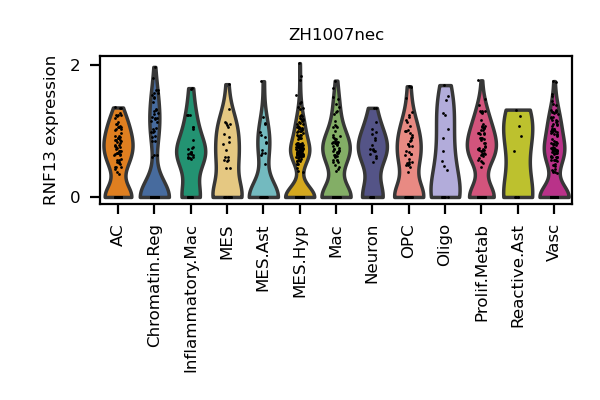 ZH1007nec
RNF13 expression
2
0
AC
Chromatin.Reg
Inflammatory.Mac
MES
MES.Ast
MES.Hyp
Mac
Neuron
OPC
Oligo
Prolif.Metab
Reactive.Ast
Vasc